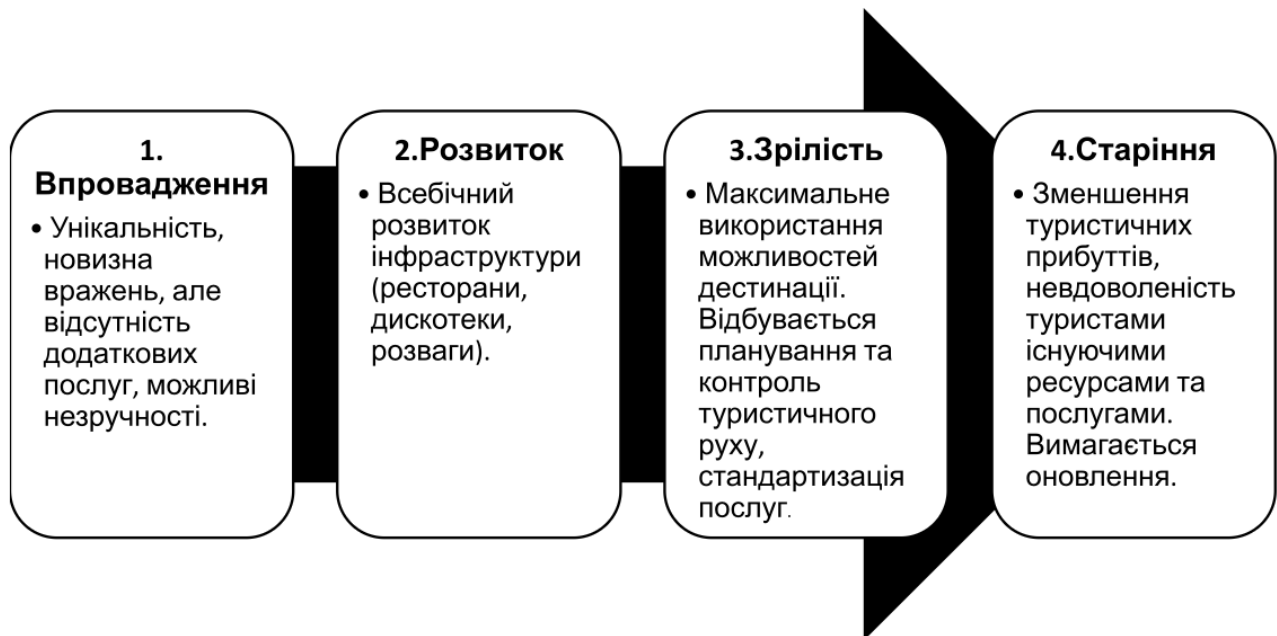 1.
Впровадження
• Унікальність,
новизна
вражень, але
відсутність
додаткових
послуг, можливі
незручності.
2.Розвиток
• Всебічний
розвиток
інфраструктури
(ресторани,
дискотеки,
розваги).
3.Зрілість
• Максимальне
використання
можливостей
дестинації.
Відбувається
планування та
контроль
туристичного
руху,
стандартизація
послуг.
4.Старіння
• Зменшення
туристичних
прибуттів,
невдоволеність
туристами
існуючими
ресурсами та
послугами.
Вимагається
оновлення.